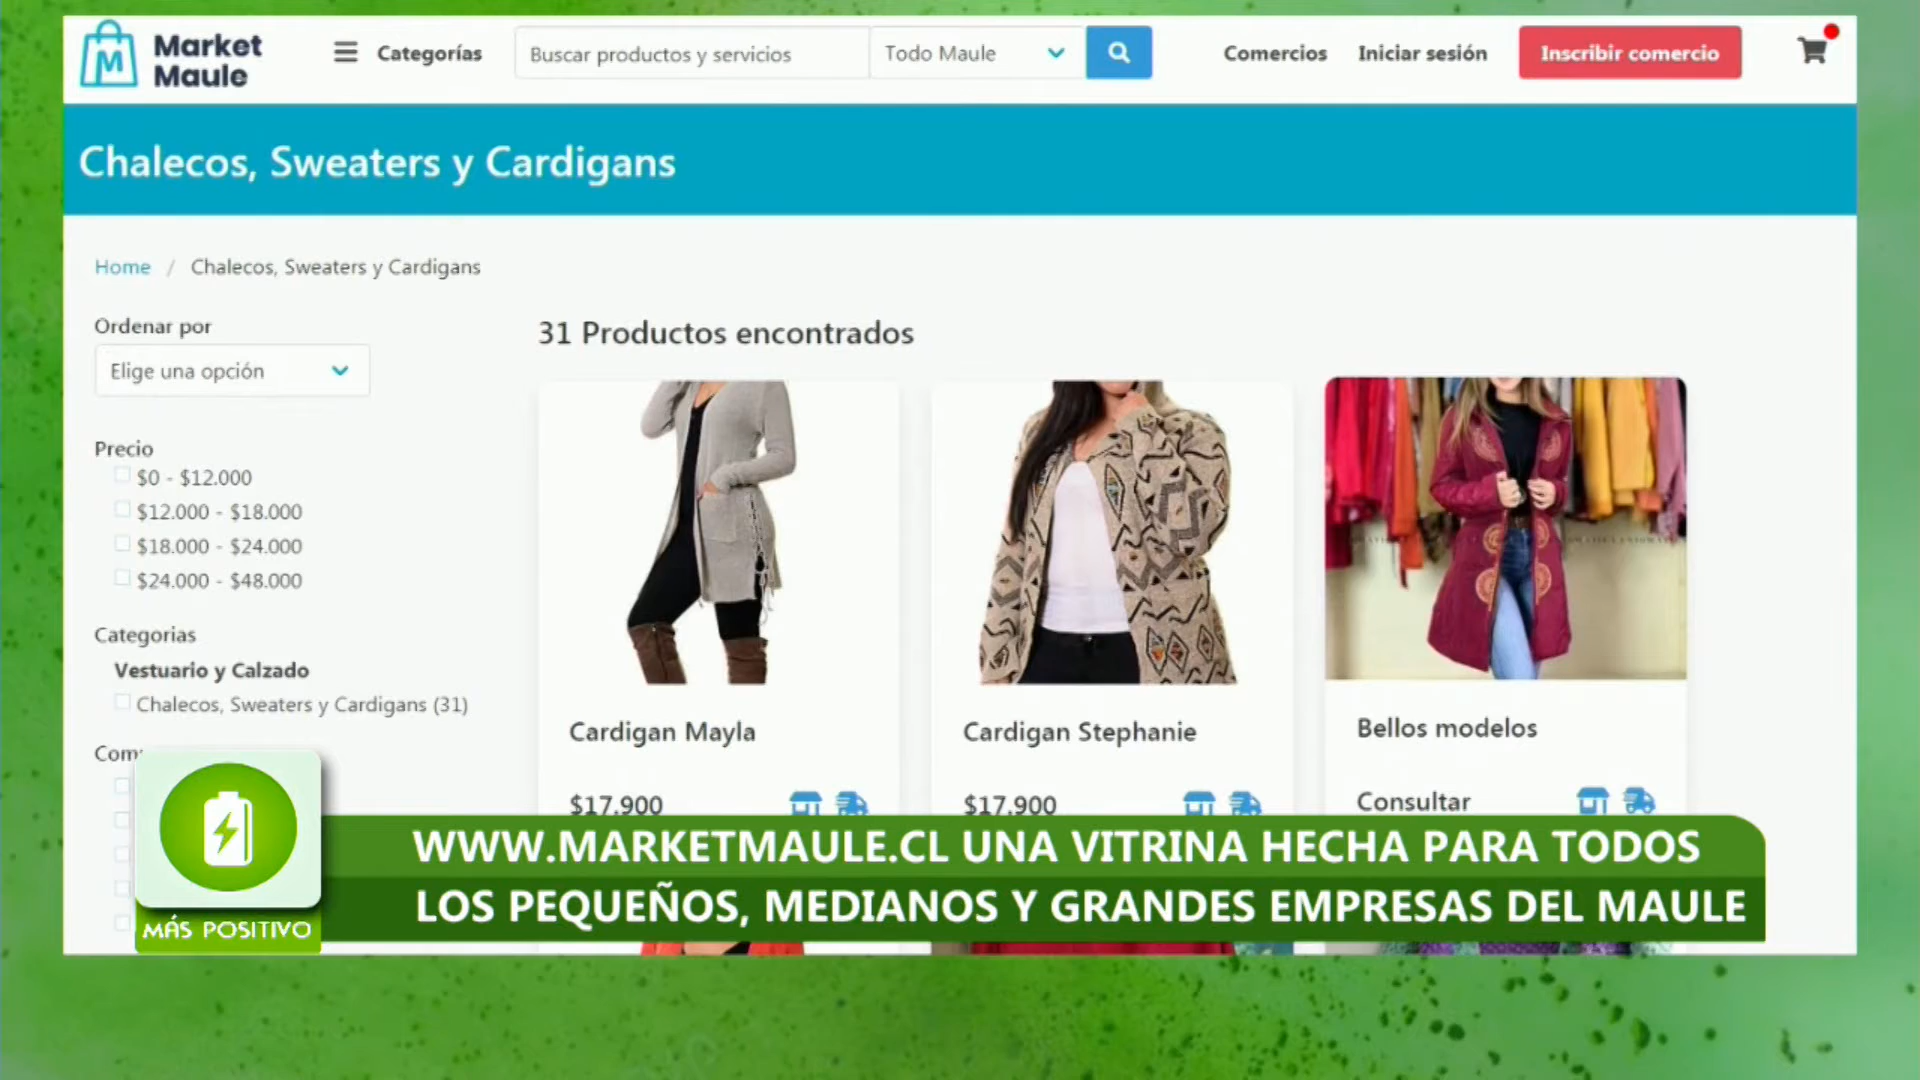 Market
Maule
Categorías
Buscar productos y servicios
Todo Maule
Comercios
Iniciar sesión
Inscribir comercio
Chalecos, Sweaters y Cardigans
Home / Chalecos, Sweaters y Cardigans
Ordenar por
Elige una opción
Precio
$0 - $12.000
$12.000 - $18.000
$18.000 - $24.000
$24.000 - $48.000
Categorias
Vestuario y Calzado
Chalecos, Sweaters y Cardigans (31)
31 Productos encontrados
Cardigan Mayla
$17.900
Cardigan Stephanie
$17.900
Bellos modelos
Consultar
MÁS POSITIVO
WWW.MARKETMAULE.CL UNA VITRINA HECHA PARA TODOS
LOS PEQUEÑOS, MEDIANOS Y GRANDES EMPRESAS DEL MAULE